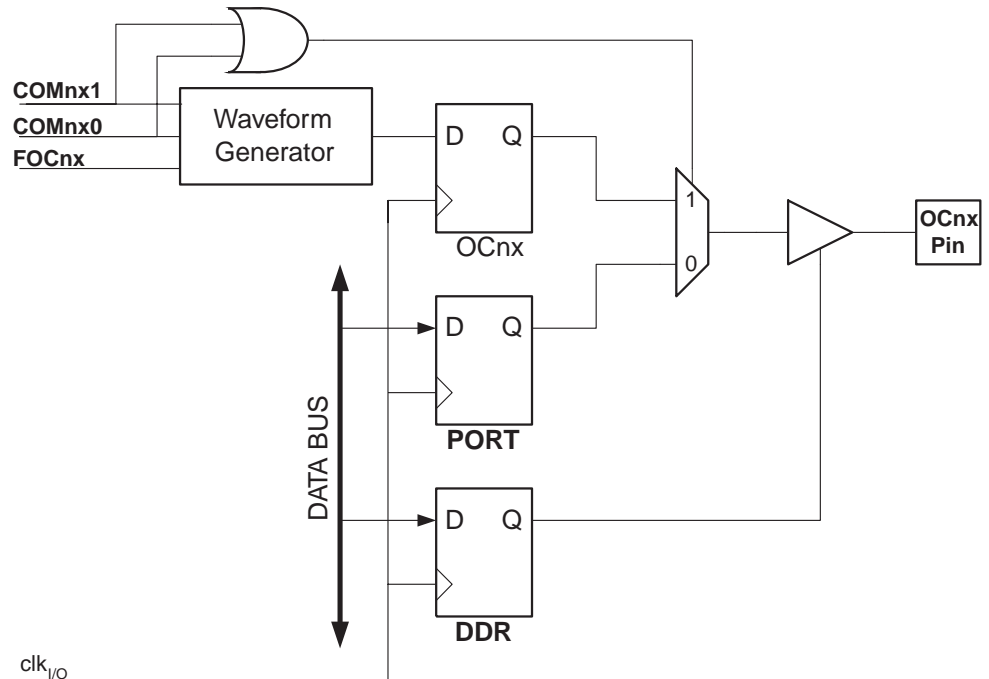 COMnx1
COMnx0
FOCnx
Waveform
Generator
D Q
OCnx
1
0
OCnx
Pin
DATA BUS
D Q
PORT
D Q
DDR
clkI/O